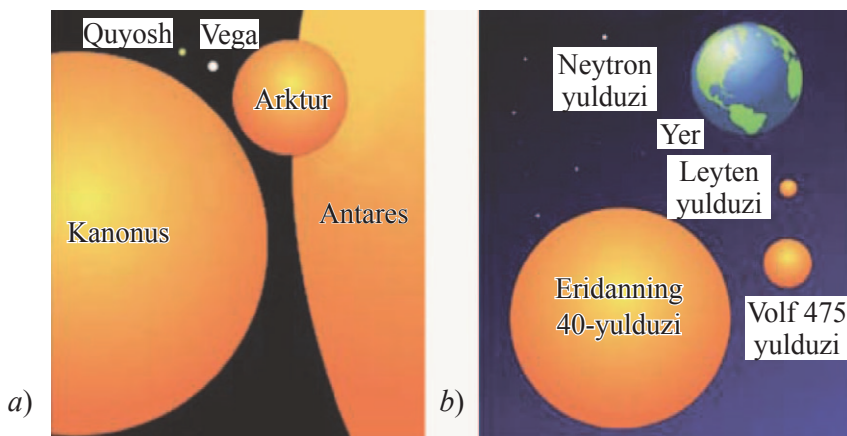 Quyosh
Vega
Arktur
Kanonus
Antares
a)
Neytron
yulduzi
Yer
Leyten
yulduzi
Eridanning
40-yulduzi
Volf 475
yulduzi
b)